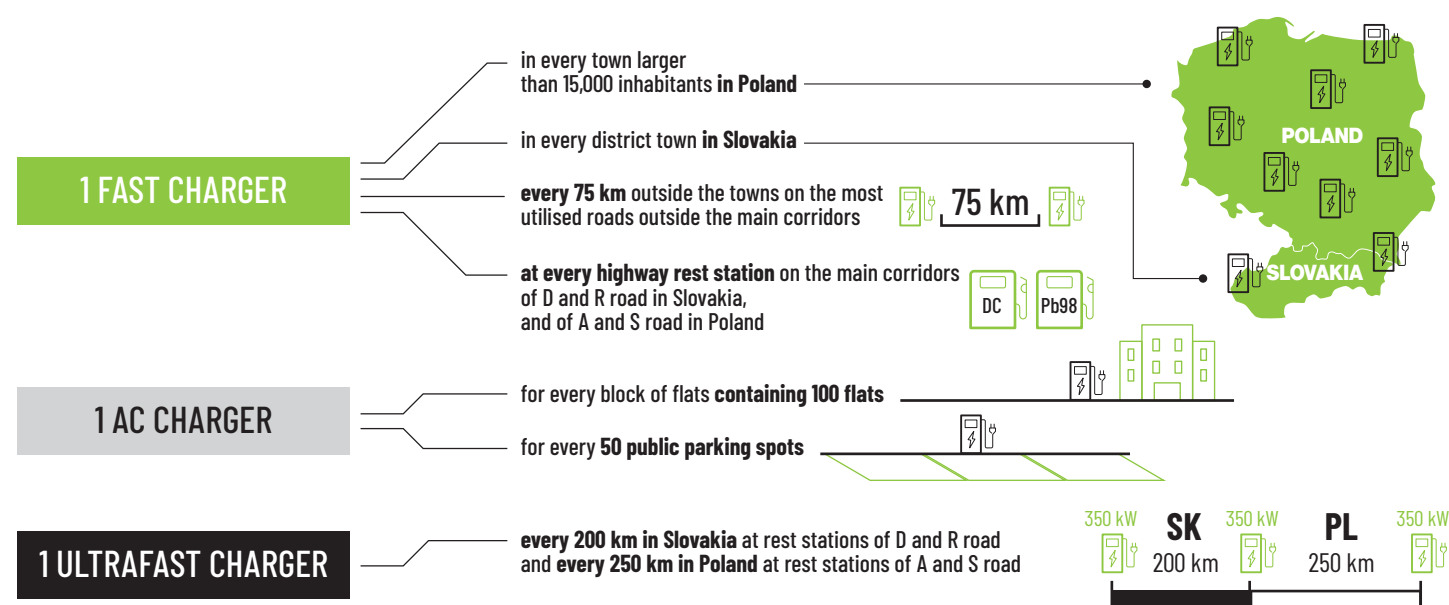 1 FAST CHARGER
in every town larger
than 15,000 inhabitants in Poland
in every district town in Slovakia
every 75 km outside the towns on the most
utilised roads outside the main corridors
75 km
at every highway rest station on the main corridors
of D and R road in Slovakia,
and of A and S road in Poland
DC
Pb98
POLAND
SLOVAKIA
1 AC CHARGER
for every block of flats containing 100 flats
for every 50 public parking spots
1 ULTRAFAST CHARGER
every 200 km in Slovakia at rest stations of D and R road
and every 250 km in Poland at rest stations of A and S road
350 kW
SK
200 km
350 kW
PL
250 km
350 kW